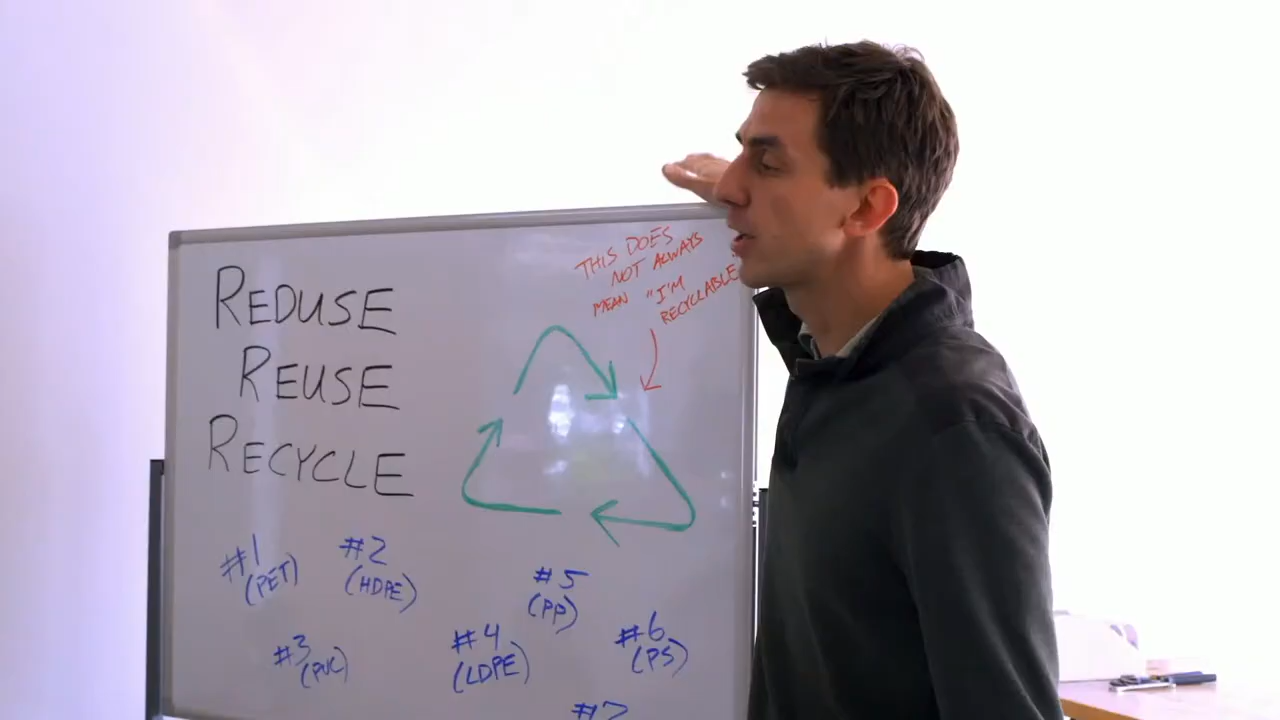 REDUSE
REUSE
RECYCLE
THIS DOES
NOT ALWAYS
MEAN "I'M
RECYCLABLE
#1
(PET)
#2
(HDPE)
#3
(PVC)
#4
(LDPE)
#5
(PP)
#6
(PS)
#7